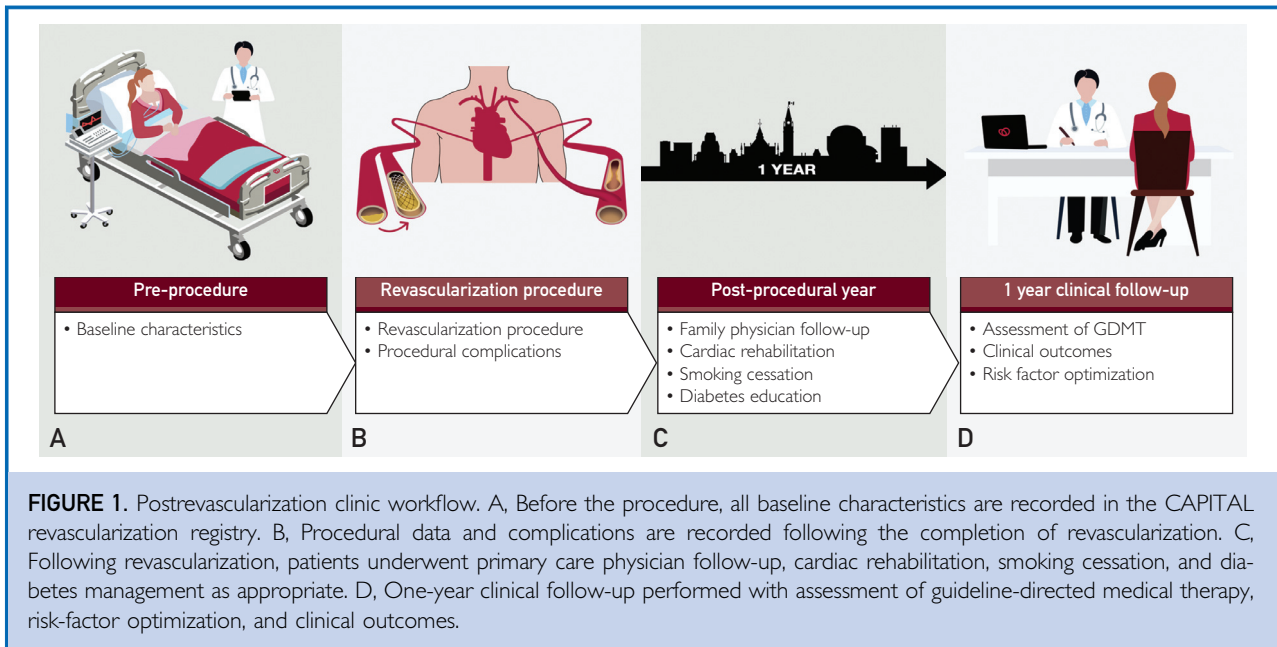 1 YEAR
Pre-procedure
• Baseline characteristics
A
Revascularization procedure
• Revascularization procedure
• Procedural complications
B
Post-procedural year
• Family physician follow-up
• Cardiac rehabilitation
• Smoking cessation
• Diabetes education
C
1 year clinical follow-up
• Assessment of GDMT
• Clinical outcomes
• Risk factor optimization
D
FIGURE 1. Postrevascularization clinic workflow. A, Before the procedure, all baseline characteristics are recorded in the CAPITAL
revascularization registry. B, Procedural data and complications are recorded following the completion of revascularization. C,
Following revascularization, patients underwent primary care physician follow-up, cardiac rehabilitation, smoking cessation, and dia-
betes management as appropriate. D, One-year clinical follow-up performed with assessment of guideline-directed medical therapy,
risk-factor optimization, and clinical outcomes.